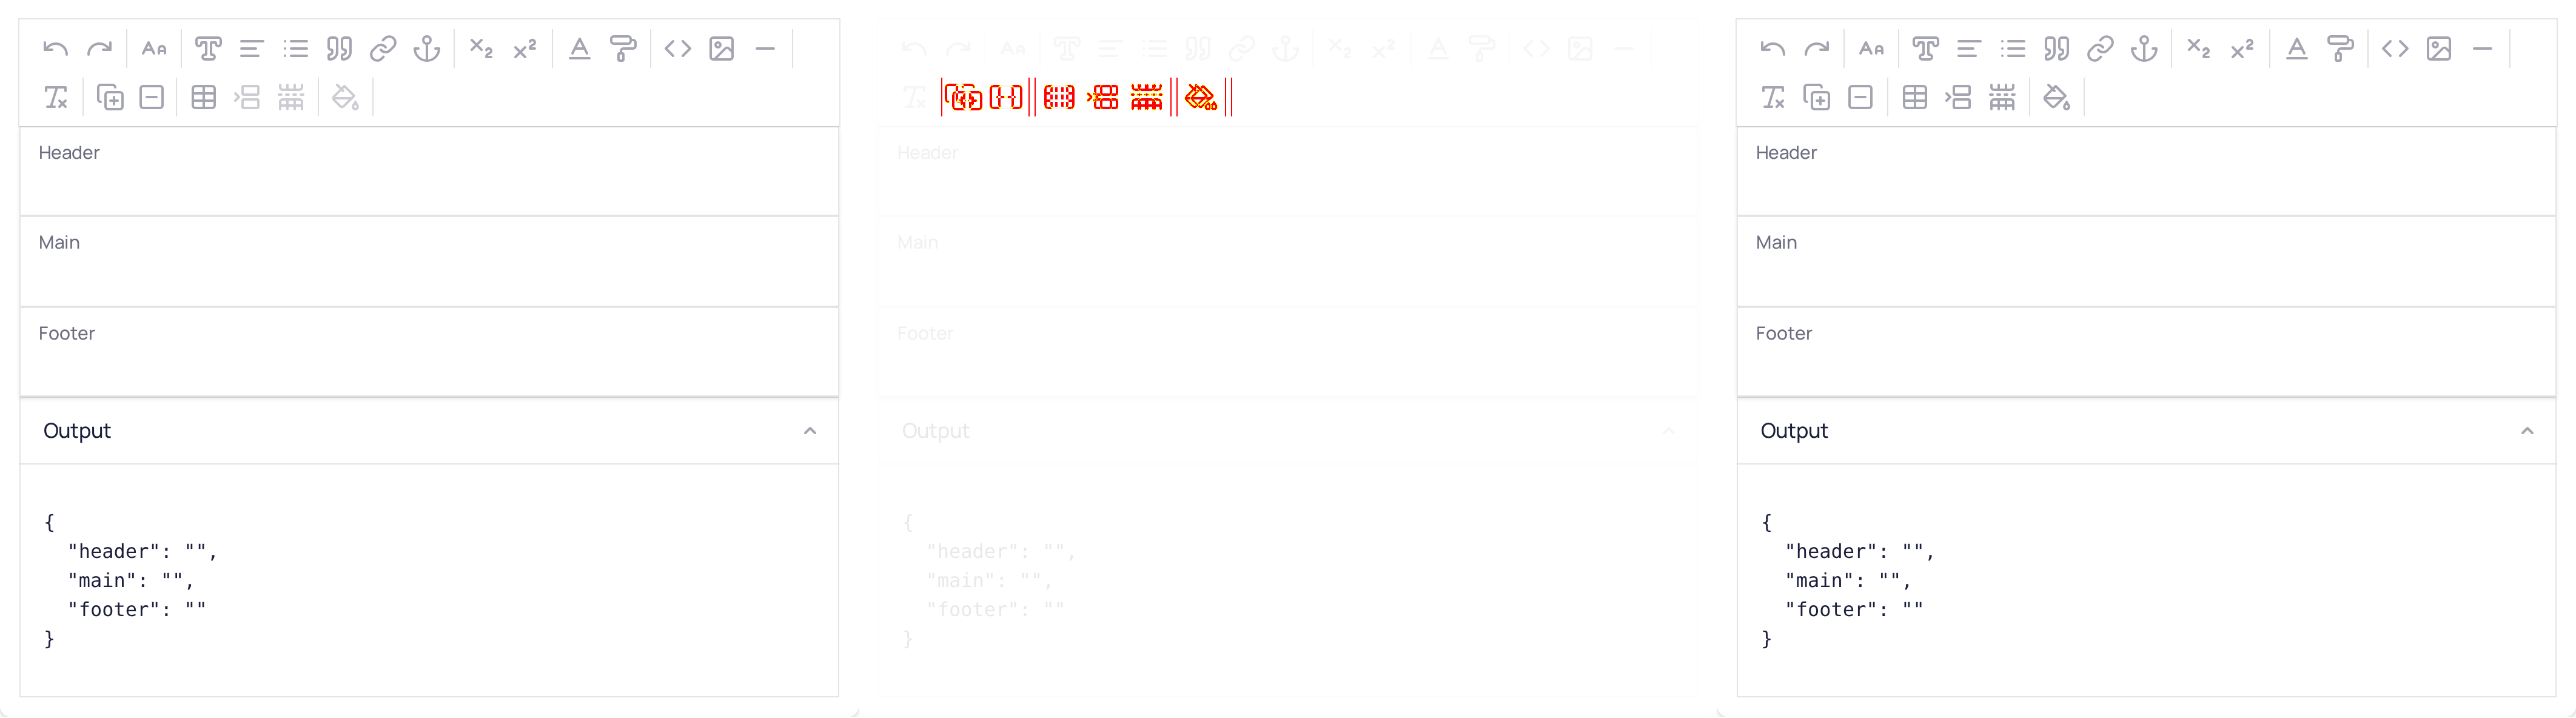 Header
Main
Footer
Output
{
  "header": "",
  "main": "",
  "footer": ""
}
Header
Main
Footer
Output
{
  "header": "",
  "main": "",
  "footer": ""
}
Header
Main
Footer
Output
{
  "header": "",
  "main": "",
  "footer": ""
}